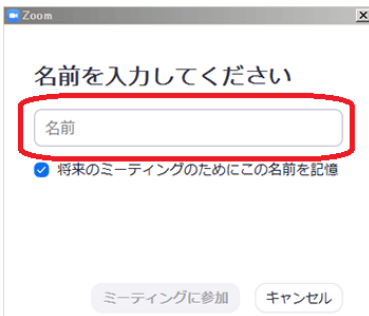 Zoom
名前を入力してください
名前
将来のミーティングのためにこの名前を記憶
ミーティングに参加 キャンセル